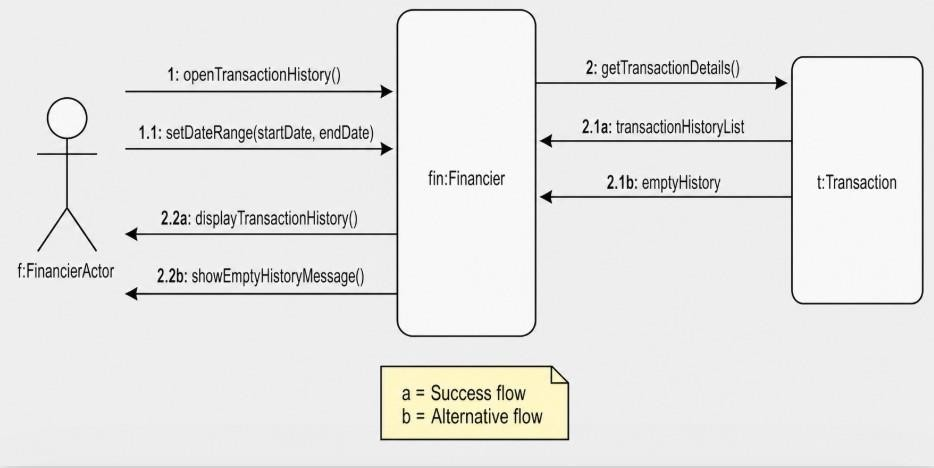 1: openTransactionHistory()
1.1: setDateRange(startDate, endDate)
2.2a: displayTransactionHistory()
2.2b: showEmptyHistoryMessage()
f:FinancierActor
fin:Financier
2: getTransactionDetails()
2.1a: transactionHistoryList
2.1b: emptyHistory
t:Transaction
a = Success flow
b = Alternative flow